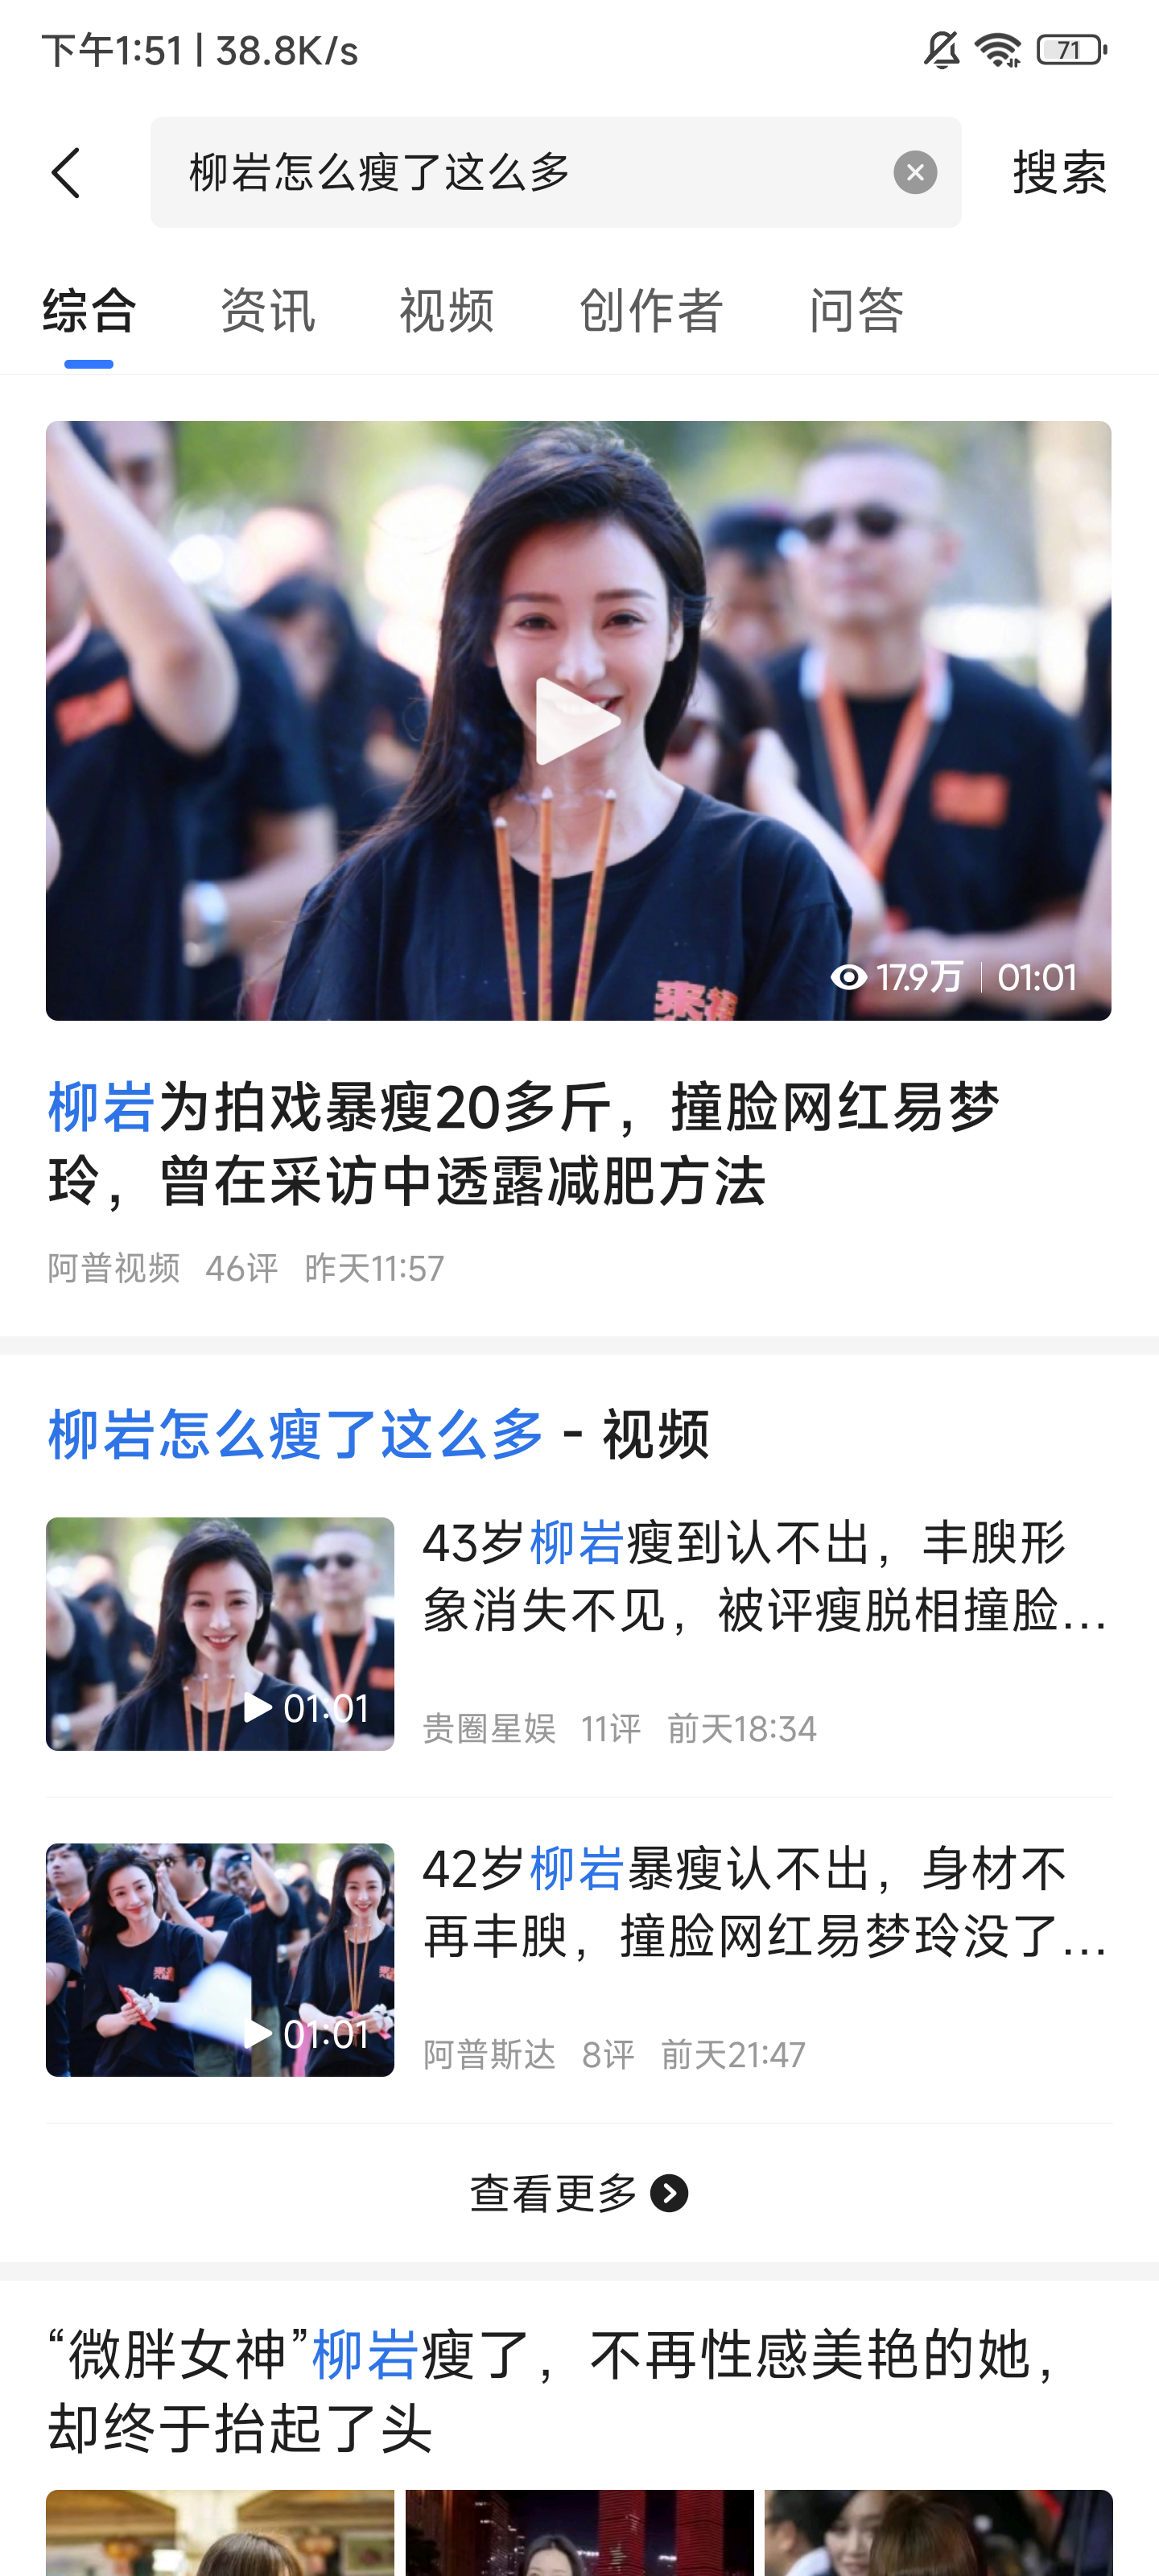 下午1:51 | 38.8K/s
71
柳岩怎么瘦了这么多
搜索
综合 资讯 视频 创作者 问答
17.9万 | 01:01
柳岩为拍戏暴瘦20多斤，撞脸网红易梦
玲，曾在采访中透露减肥方法
阿普视频 46评 昨天11:57
柳岩怎么瘦了这么多 - 视频
43岁柳岩瘦到认不出，丰腴形
象消失不见，被评瘦脱相撞脸...
01:01
贵圈星娱 11评 前天18:34
42岁柳岩暴瘦认不出，身材不
再丰腴，撞脸网红易梦玲没了...
01:01
阿普斯达 8评 前天21:47
查看更多
“微胖女神”柳岩瘦了，不再性感美艳的她，
却终于抬起了头